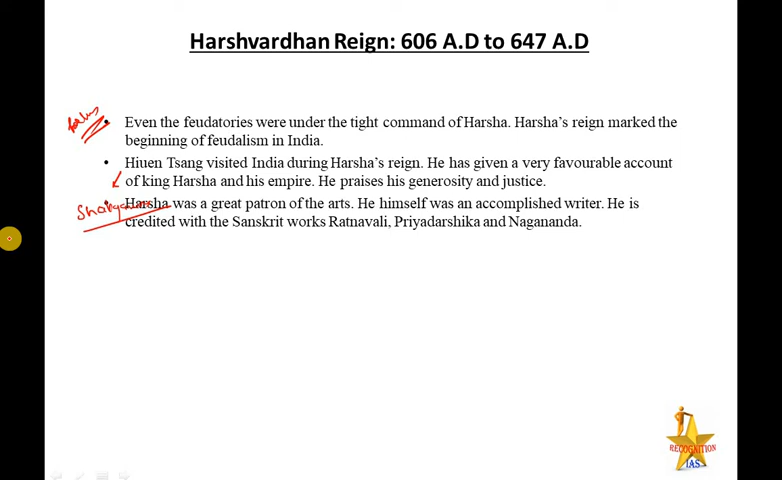 Harshvardhan Reign: 606 A.D to 647 A.D
• Even the feudatories were under the tight command of Harsha. Harsha's reign marked the
beginning of feudalism in India.
• Hiuen Tsang visited India during Harsha's reign. He has given a very favourable account
of king Harsha and his empire. He praises his generosity and justice.
• Harsha was a great patron of the arts. He himself was an accomplished writer. He is
credited with the Sanskrit works Ratnavali, Priyadarshika and Nagananda.
RECOGNITION
IAS